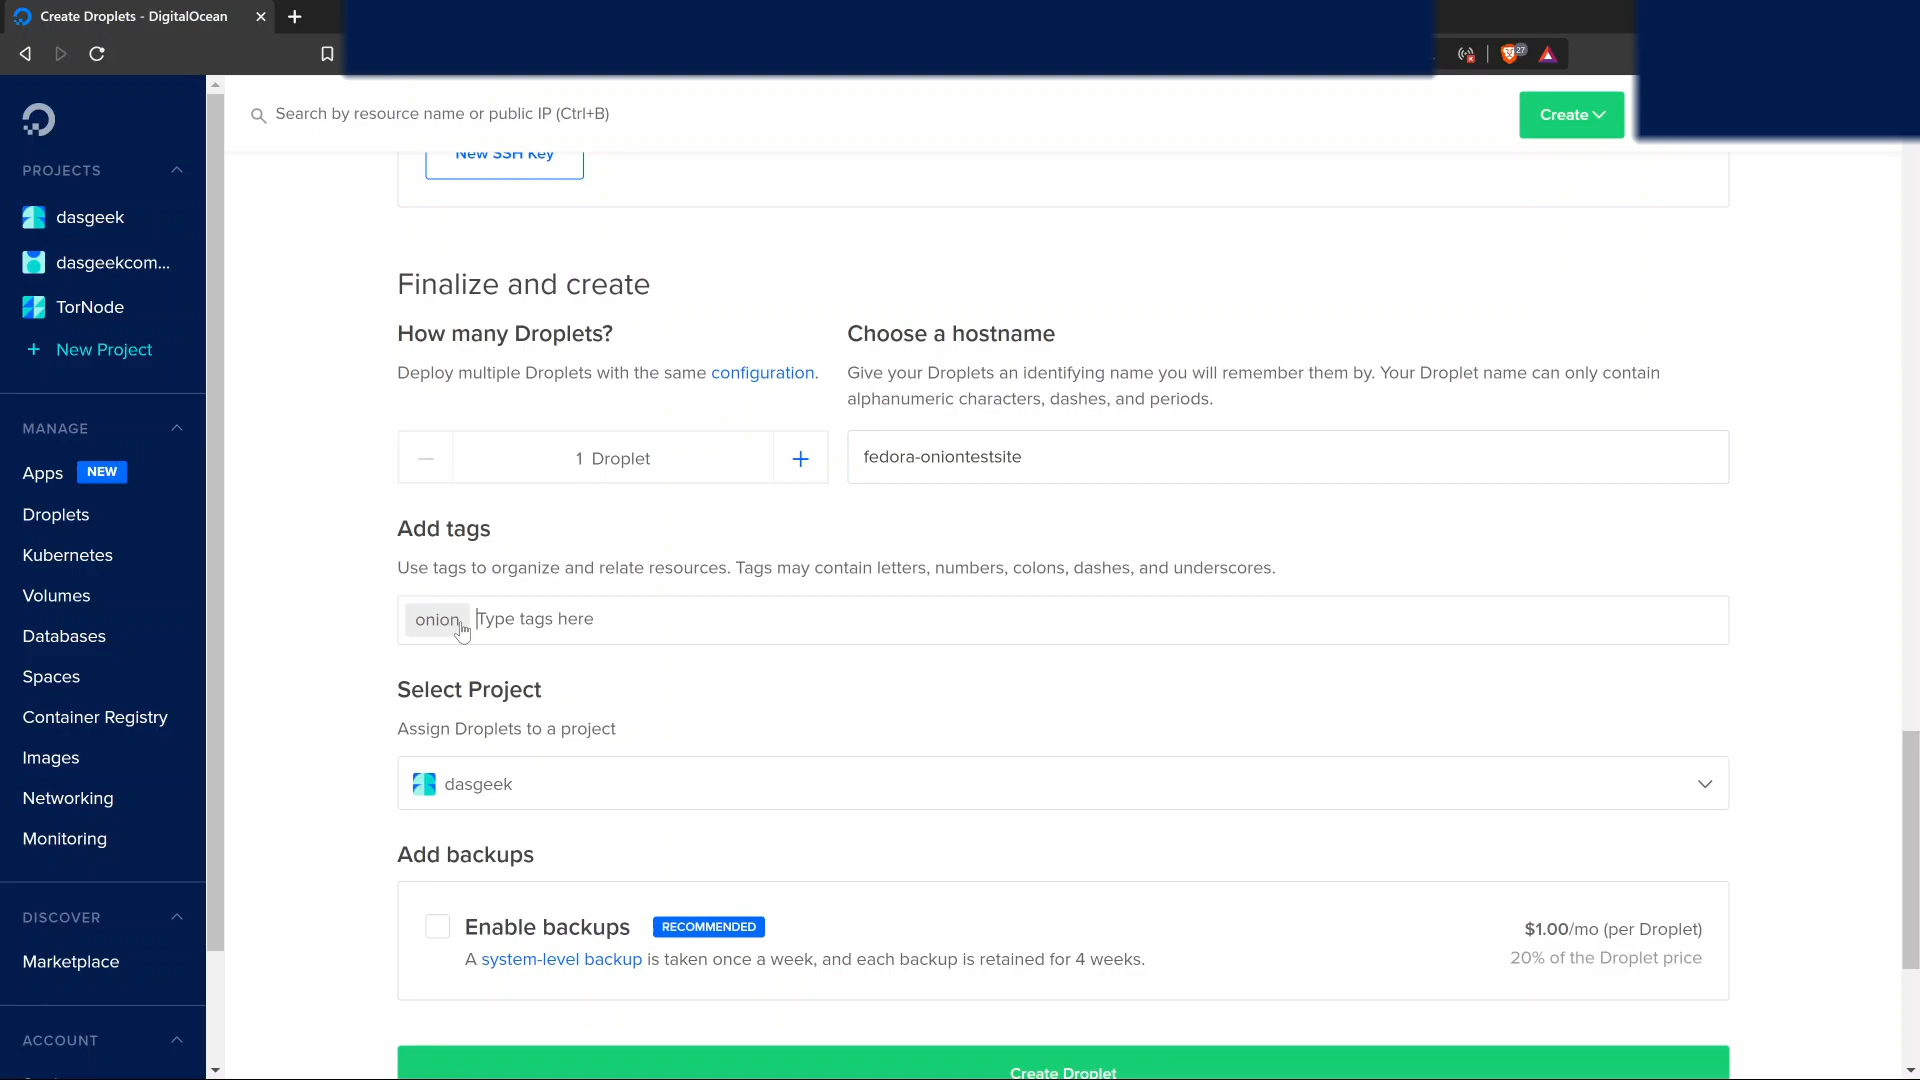 Create Droplets - DigitalOcean
27
Search by resource name or public IP (Ctrl+B)
Create
PROJECTS
dasgeek
dasgeekcom...
TorNode
+ New Project
MANAGE
Apps NEW
Droplets
Kubernetes
Volumes
Databases
Spaces
Container Registry
Images
Networking
Monitoring
DISCOVER
Marketplace
ACCOUNT
New SSH Key
Finalize and create
How many Droplets?
Deploy multiple Droplets with the same configuration.
1 Droplet
Choose a hostname
Give your Droplets an identifying name you will remember them by. Your Droplet name can only contain
alphanumeric characters, dashes, and periods.
fedora-oniontestsite
Add tags
Use tags to organize and relate resources. Tags may contain letters, numbers, colons, dashes, and underscores.
onion Type tags here
Select Project
Assign Droplets to a project
dasgeek
Add backups
Enable backups RECOMMENDED
A system-level backup is taken once a week, and each backup is retained for 4 weeks.
$1.00/mo (per Droplet)
20% of the Droplet price
Create Droplet